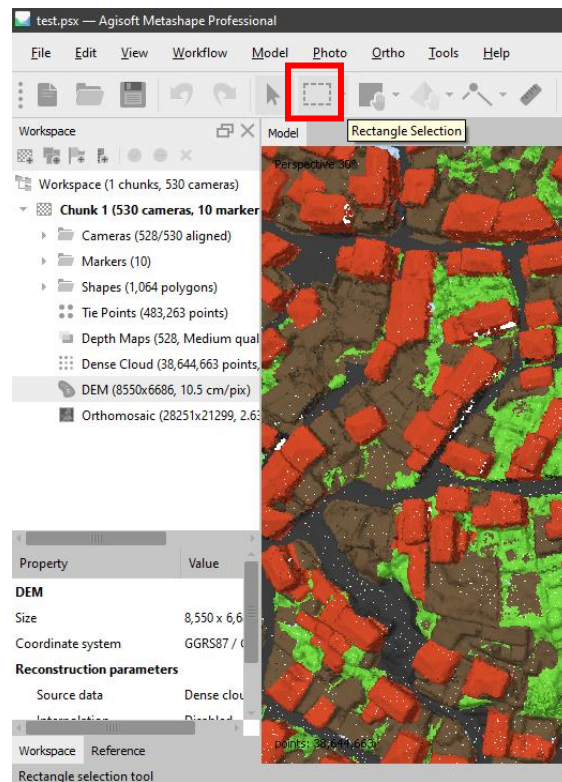 test.psx — Agisoft Metashape Professional
File Edit View Workflow Model Photo Ortho Tools Help
Workspace
Model
Rectangle Selection
Perspective 30°
Workspace (1 chunks, 530 cameras)
Chunk 1 (530 cameras, 10 marker
Cameras (528/530 aligned)
Markers (10)
Shapes (1,064 polygons)
Tie Points (483,263 points)
Depth Maps (528, Medium qual
Dense Cloud (38,644,663 points,
DEM (8550x6686, 10.5 cm/pix)
Orthomosaic (28251x21299, 2.63
Property Value
DEM
Size 8,550 x 6,6
Coordinate system GGRS87 /
Reconstruction parameters
Source data Dense clou
points: 38,644,663
Workspace Reference
Rectangle selection tool